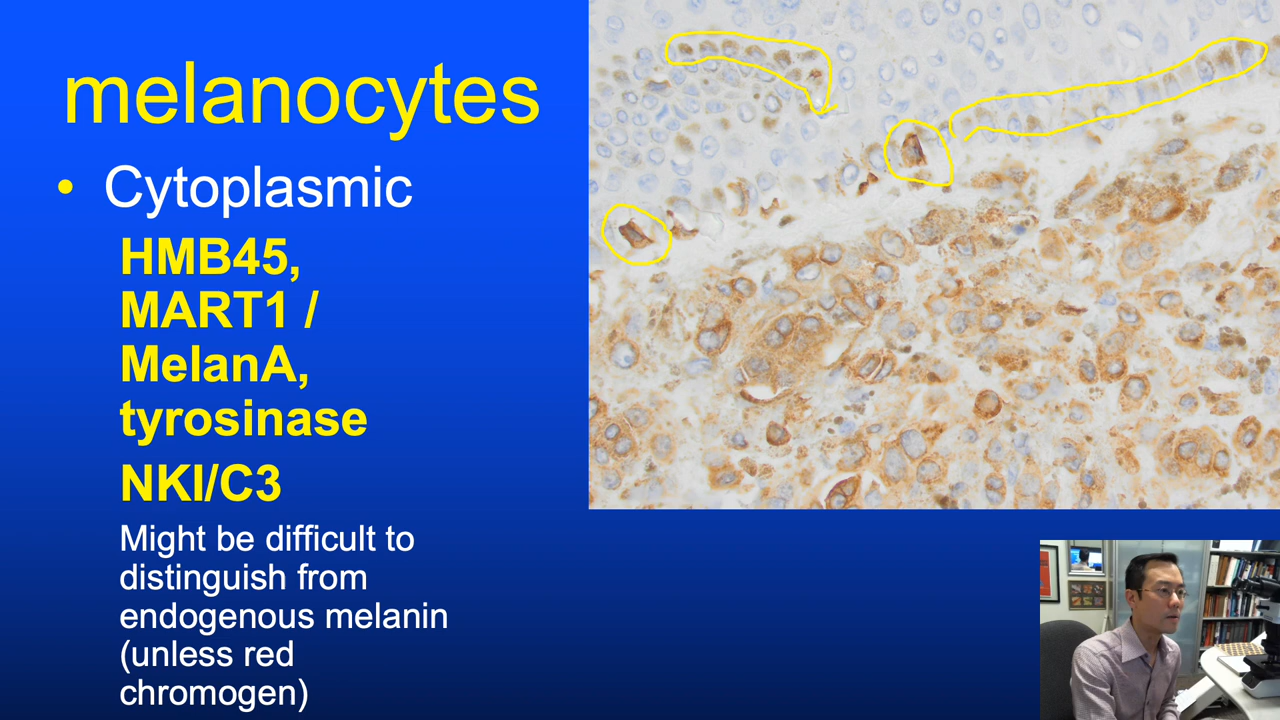 melanocytes
• Cytoplasmic
HMB45,
MART1 /
MelanA,
tyrosinase
NKI/C3
Might be difficult to
distinguish from
endogenous melanin
(unless red
chromogen)